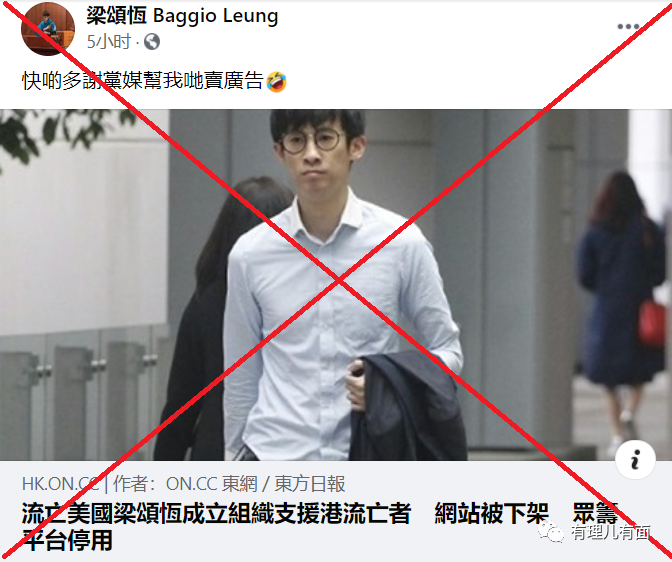 梁頌恆 Baggio Leung
5小时
快啲多謝黨媒幫我哋賣廣告🤣
HK.ON.CC | 作者：ON.CC 東網 / 東方日報
流亡美國梁頌恆成立組織支援港流亡者　網站被下架　眾籌
平台停用
有理儿有面